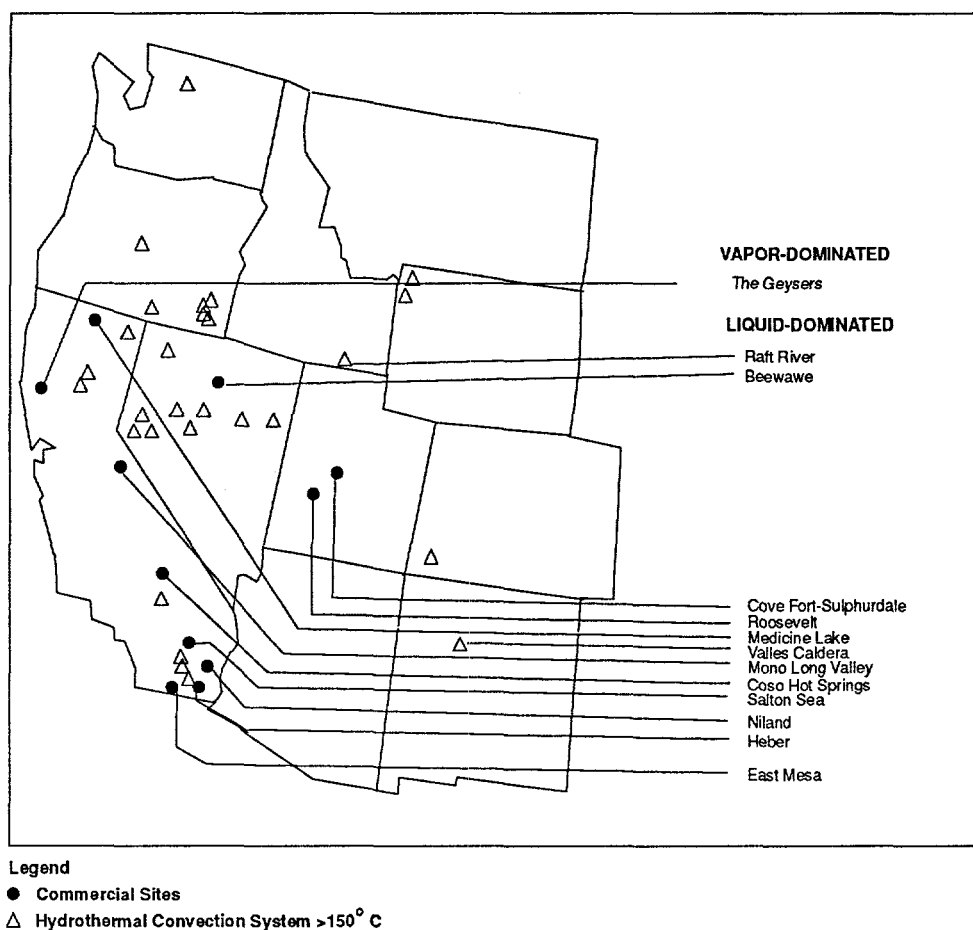 VAPOR-DOMINATED
The Geysers
LIQUID-DOMINATED
Raft River
Beewawe
Cove Fort-Sulphurdale
Roosevelt
Medicine Lake
Valles Caldera
Mono Long Valley
Coso Hot Springs
Salton Sea
Niland
Heber
East Mesa
Legend
● Commercial Sites
△ Hydrothermal Convection System >150° C